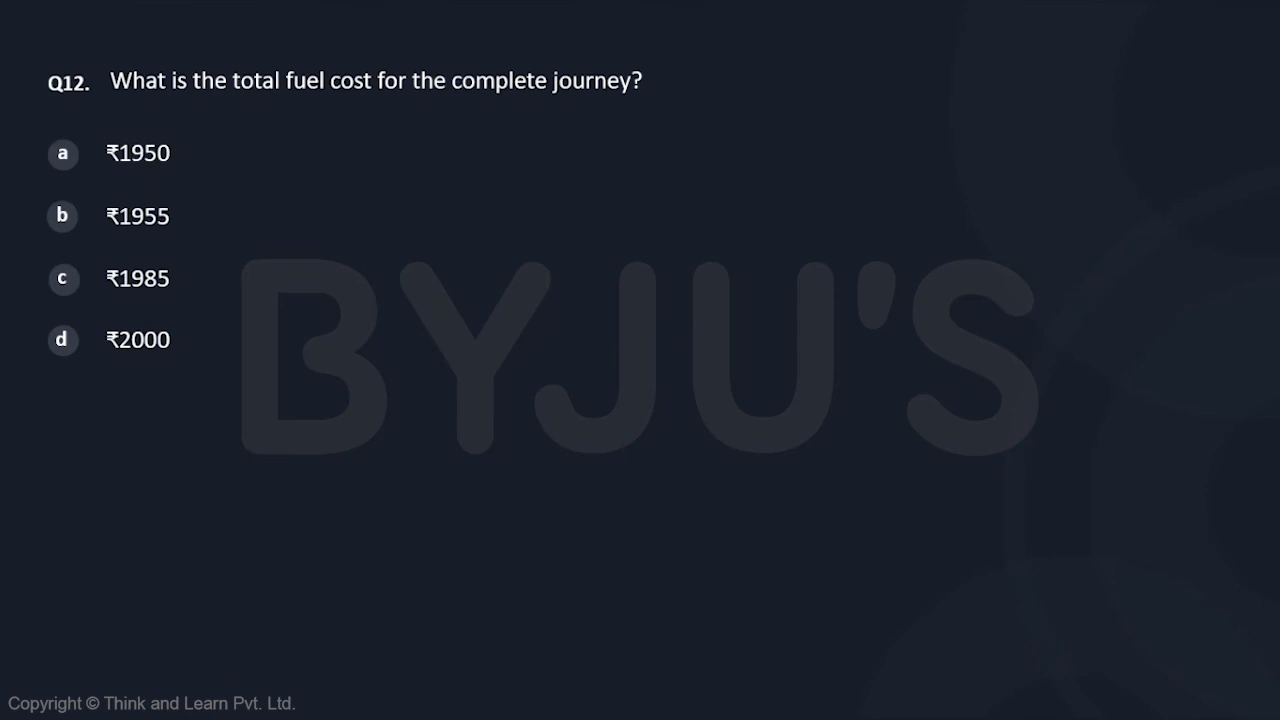 Q12. What is the total fuel cost for the complete journey?
a ₹1950
b ₹1955
c ₹1985
d ₹2000
BYJU'S
Copyright © Think and Learn Pvt. Ltd.